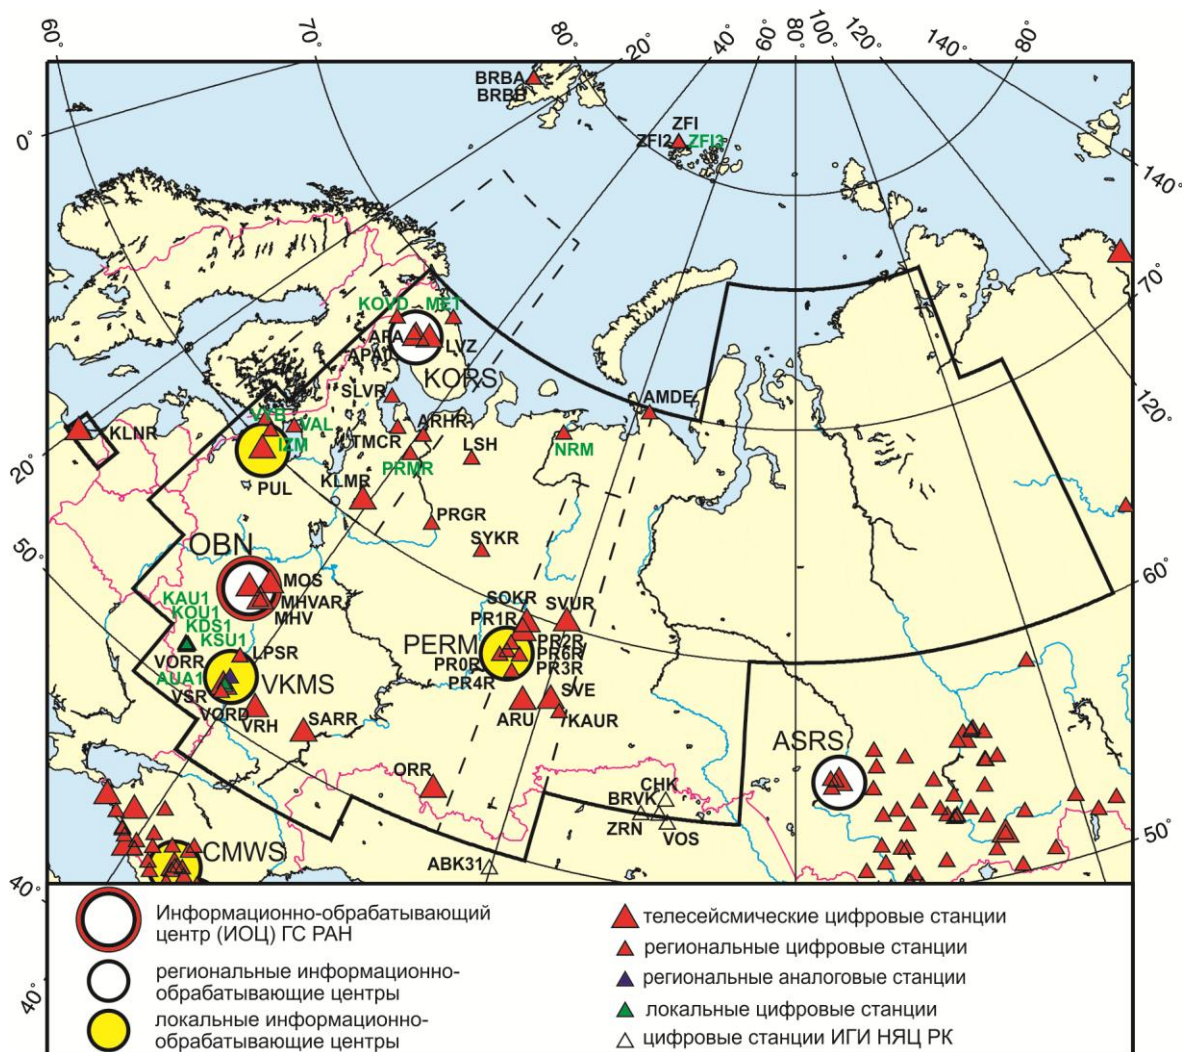 60°
70°
80°
20°
40°
60°
80°
100°
120°
140°
80°
0°
20°
50°
40°
40°
140°
70°
120°
60°
50°
BRBA
BRBB
ZFI
ZFI2
ZFI3
KOVD
MET
APA
APA0
LVZ
KORS
SLVR
AMDE
KLNR
VYB
VAL
IZM
TMCR
ARHR
LSH
NRM
PRMR
PUL
KLMR
PRGR
SYKR
OBN
MOS
MHVAR
MHV
KAU1
KOU1
KDS1
KSU1
SOKR
SVUR
PR1R
PERM
PR2R
PR6R
PR0R
PR3R
PR4R
LPSR
VORR
AUA1
VSR
VKMS
VORD
VRH
SARR
SVE
ARU
KAUR
ASRS
ORR
CHK
BRVK
ZRN
VOS
CMWS
ABK31
Информационно-обрабатывающий
центр (ИОЦ) ГС РАН
региональные информационно-
обрабатывающие центры
локальные информационно-
обрабатывающие центры
телесейсмические цифровые станции
региональные цифровые станции
региональные аналоговые станции
локальные цифровые станции
цифровые станции ИГИ НЯЦ РК